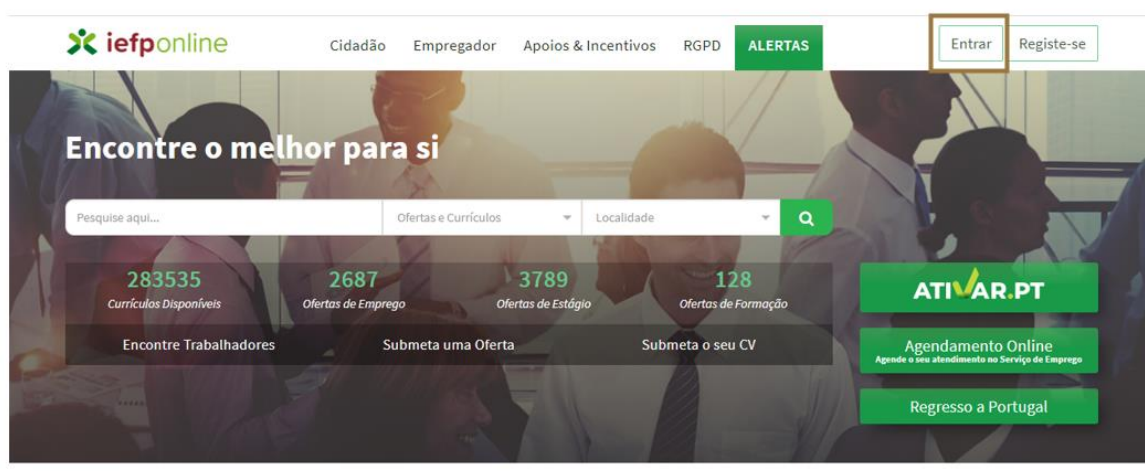 iefponline
Cidadão Empregador Apoios & Incentivos RGPD ALERTAS Entrar Registe-se
Encontre o melhor para si
Pesquise aqui... Ofertas e Currículos Localidade
283535 2687 3789 128
Currículos Disponíveis Ofertas de Emprego Ofertas de Estágio Ofertas de Formação
Encontre Trabalhadores Submeta uma Oferta Submeta o seu CV
ATIVAR.PT
Agendamento Online
Agende o seu atendimento no Serviço de Emprego
Regresso a Portugal